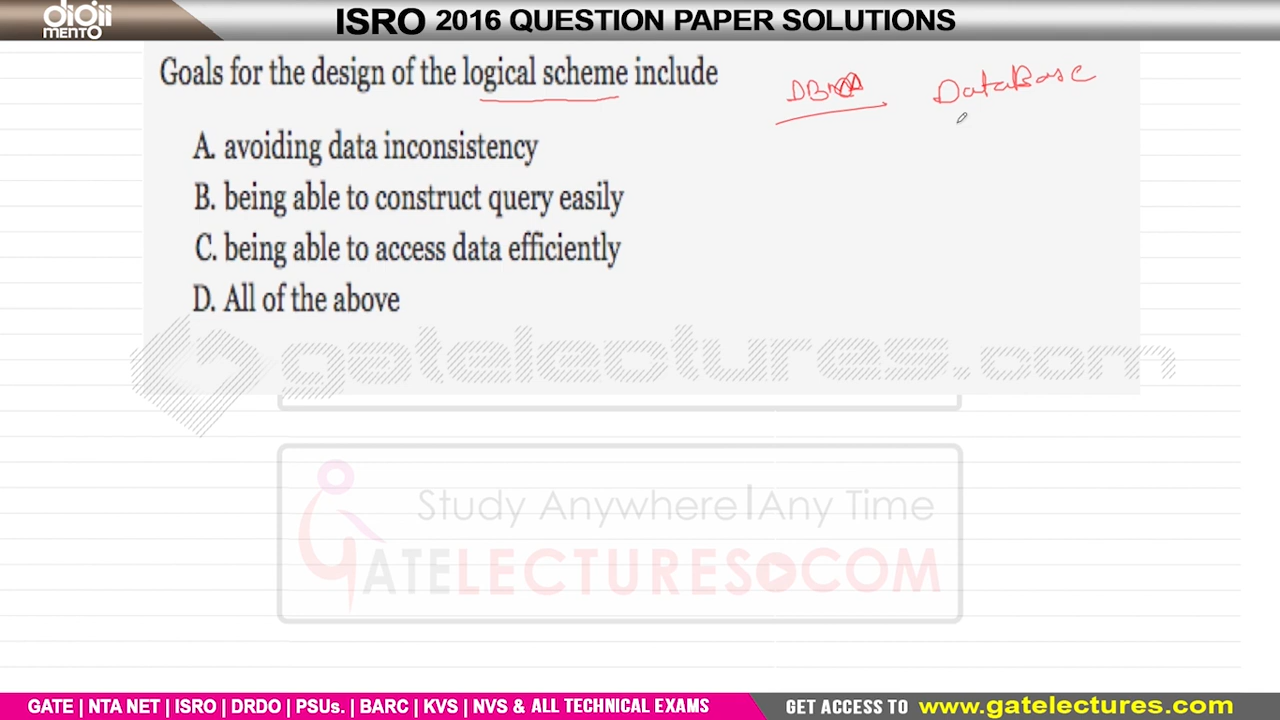 digii
MENTO
ISRO 2016 QUESTION PAPER SOLUTIONS
Goals for the design of the logical scheme include
DataBase
A. avoiding data inconsistency
B. being able to construct query easily
C. being able to access data efficiently
D. All of the above
gatelectures.com
Study Anywhere|Any Time
GATELECTURES.COM
GATE | NTA NET | ISRO | DRDO | PSUs. | BARC | KVS | NVS & ALL TECHNICAL EXAMS
GET ACCESS TO www.gatelectures.com